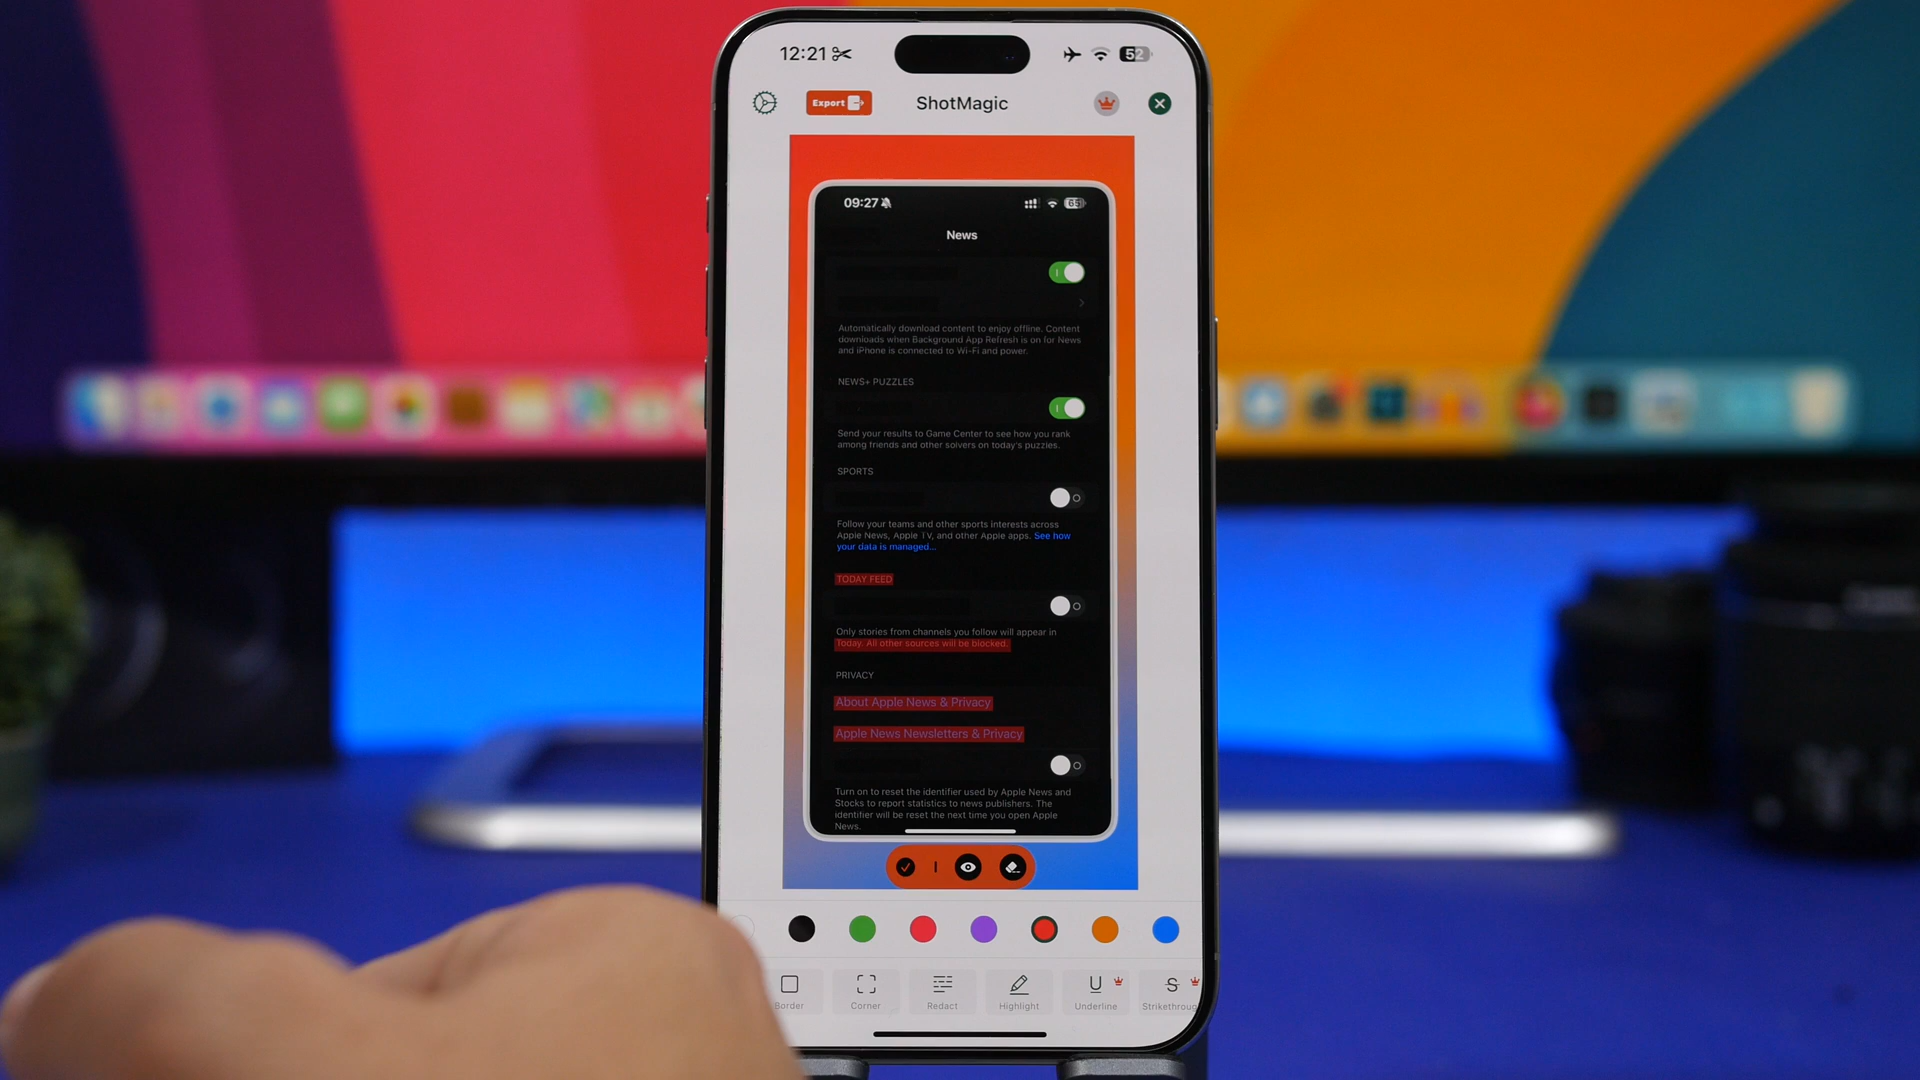 12:21
52
Export
ShotMagic
09:27
65
News
Automatically download content to enjoy offline. Content
downloads when Background App Refresh is on for News
and iPhone is connected to Wi-Fi and power.
NEWS+ PUZZLES
Send your results to Game Center to see how you rank
among friends and other solvers on today's puzzles.
SPORTS
Follow your teams and other sports interests across
Apple News, Apple TV, and other Apple apps. See how
your data is managed...
TODAY FEED
Only stories from channels you follow will appear in
Today. All other sources will be blocked.
PRIVACY
About Apple News & Privacy
Apple News Newsletters & Privacy
Turn on to reset the identifier used by Apple News and
Stocks to report statistics to news publishers. The
identifier will be reset the next time you open Apple
News.
Border
Corner
Redact
Highlight
U
Underline
S
Strikethroug